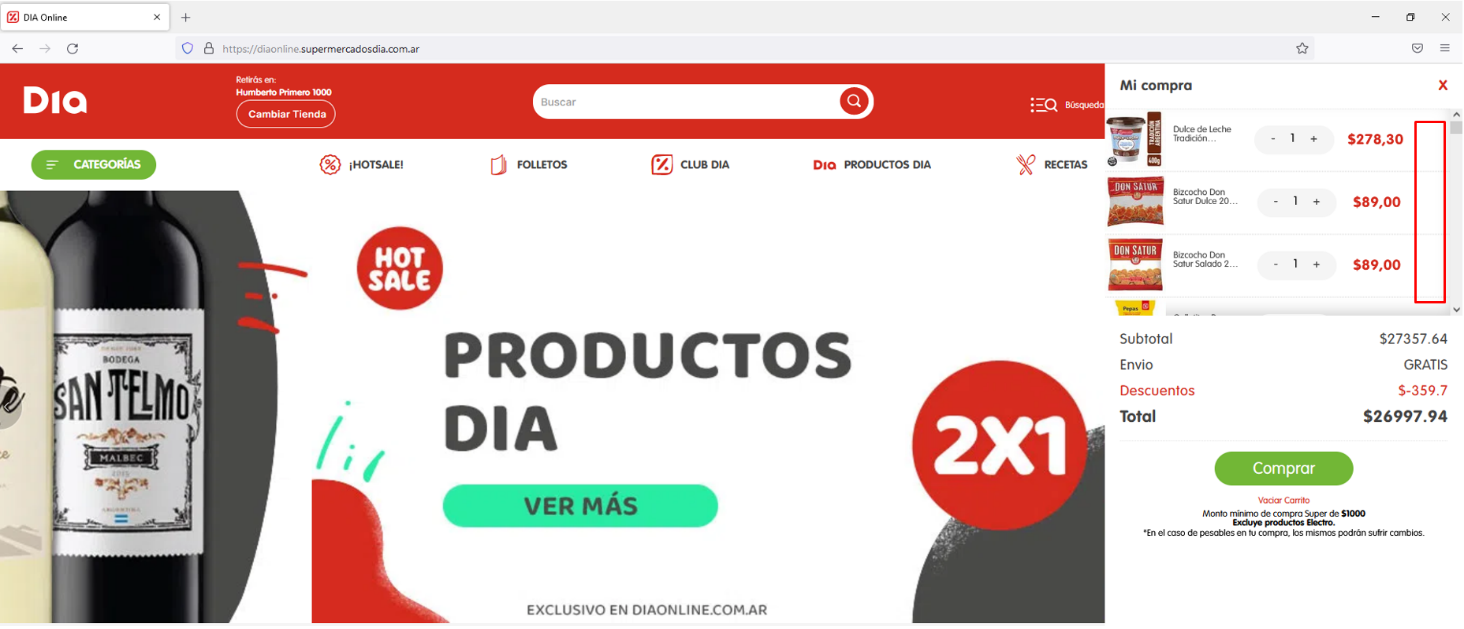 DIA Online
https://diaonline.supermercadosdia.com.ar
Dia
Retirás en:
Humberto Primero 1000
Cambiar Tienda
Buscar
Búsqueda
CATEGORÍAS
¡HOTSALE!
FOLLETOS
CLUB DIA
Dia PRODUCTOS DIA
RECETAS
HOT
SALE
PRODUCTOS
DIA
VER MÁS
2X1
EXCLUSIVO EN DIAONLINE.COM.AR
BODEGA
SAN TELMO
MALBEC
ARGENTINA
Mi compra
X
TRADICIÓN
ARGENTINA
400g
Dulce de Leche
Tradición...
- 1 +
$278,30
DON SATUR
Bizcocho Don
Satur Dulce 20...
- 1 +
$89,00
DON SATUR
Bizcocho Don
Satur Salado 2...
- 1 +
$89,00
Papas
Subtotal
$27357.64
Envio
GRATIS
Descuentos
$-359.7
Total
$26997.94
Comprar
Vaciar Carrito
Monto mínimo de compra Super de $1000
Excluye productos Electro.
*En el caso de pesables en tu compra, los mismos podrán sufrir cambios.